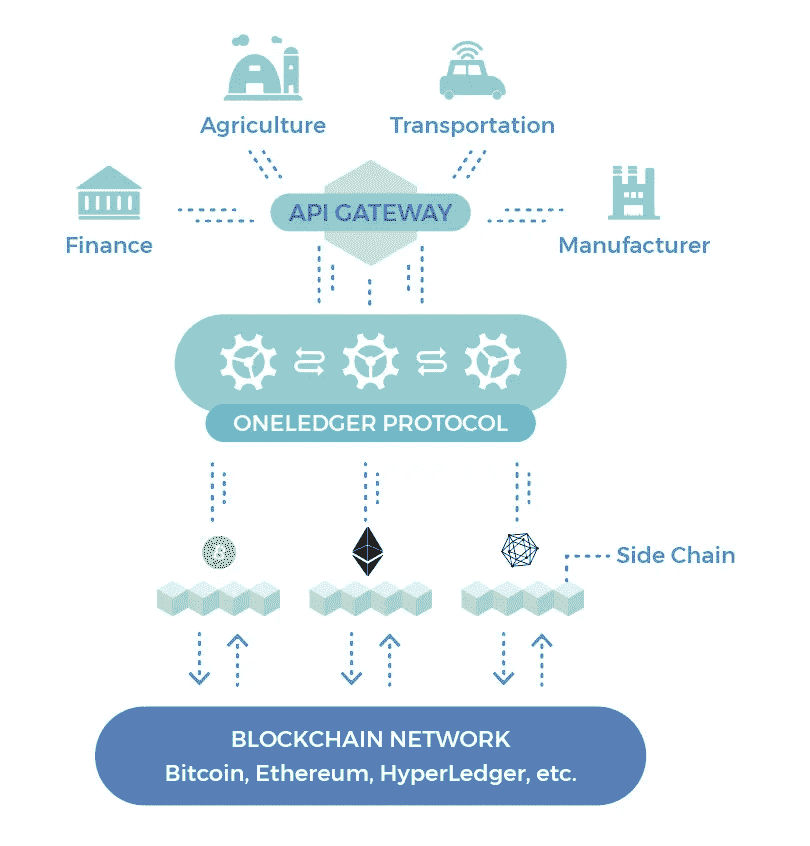 Agriculture
Transportation
API GATEWAY
Finance
Manufacturer
ONELEDGER PROTOCOL
Side Chain
BLOCKCHAIN NETWORK
Bitcoin, Ethereum, HyperLedger, etc.